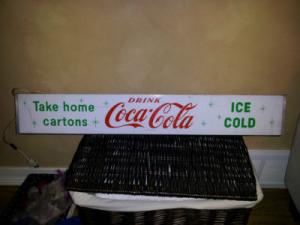 Take home
cartons
DRINK
Coca-Cola
ICE
COLD